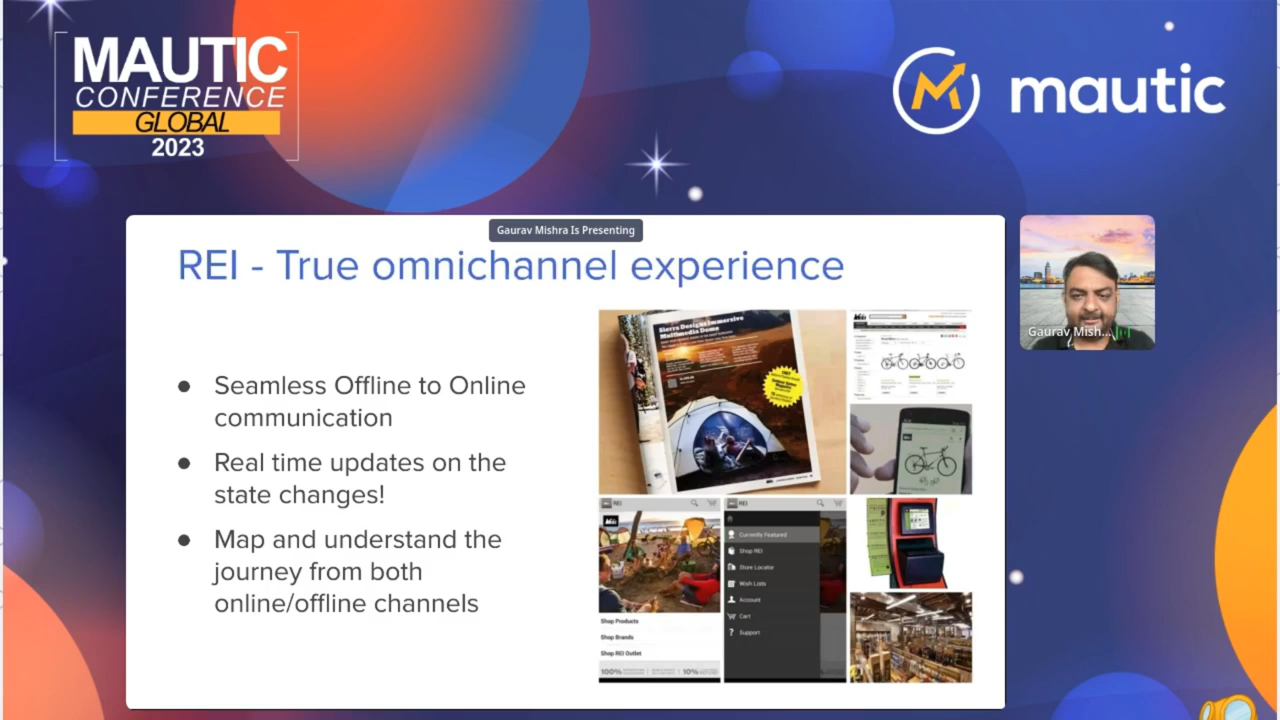 MAUTIC
CONFERENCE
GLOBAL
2023
mautic
Gaurav Mishra Is Presenting
REI - True omnichannel experience
Gaurav Mish...
● Seamless Offline to Online
communication
● Real time updates on the
state changes!
● Map and understand the
journey from both
online/offline channels
Sierra Designs Immersive
Multimedia Demo
REI
Shop Products
Shop Brands
Shop REI Outlet
100%
10%
REI
Currently Featured
Shop REI
Store Locator
Wish Lists
Account
Cart
? Support